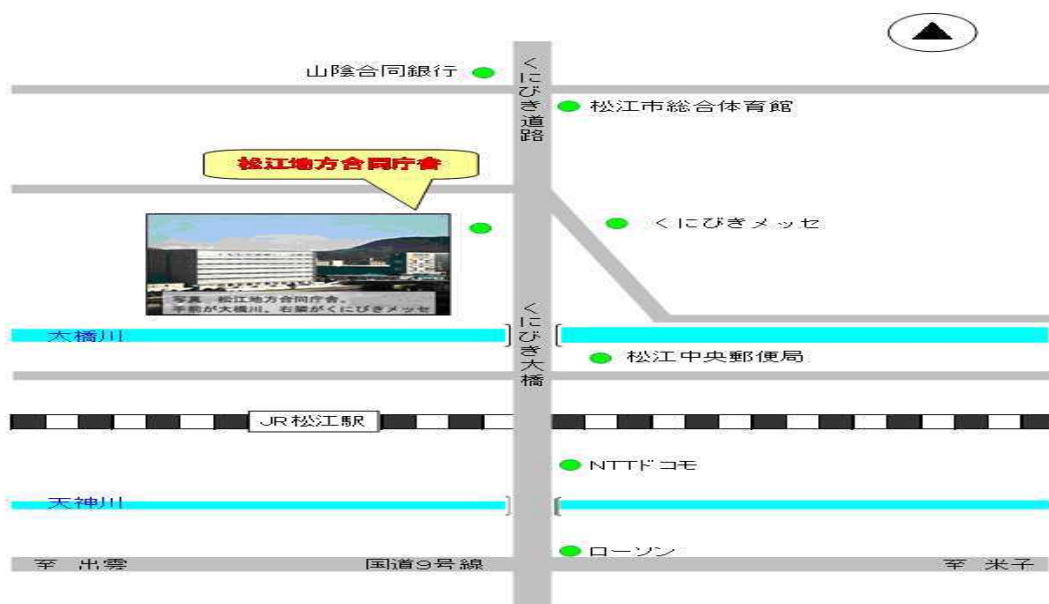 山陰合同銀行
くにびき道路
松江市総合体育館
松江地方合同庁舎
くにびきメッセ
写真 松江地方合同庁舎。
手前が大橋川、右隣がくにびきメッセ
大橋川
くにびき大橋
松江中央郵便局
JR松江駅
NTTドコモ
天神川
ローソン
至 出雲
国道9号線
至 米子